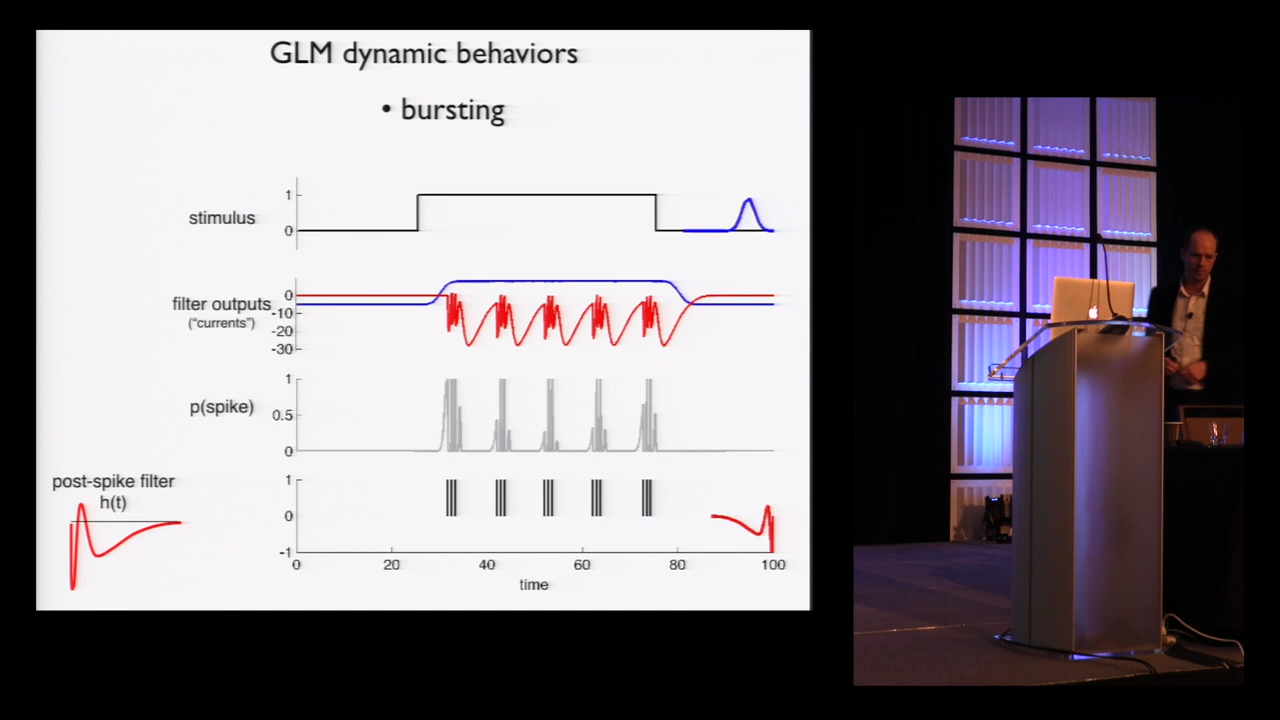 GLM dynamic behaviors
• bursting
stimulus
1
0
filter outputs
("currents")
0
-10
-20
-30
p(spike)
1
0.5
0
post-spike filter
h(t)
1
0
-1
0
20
40
60
80
100
time